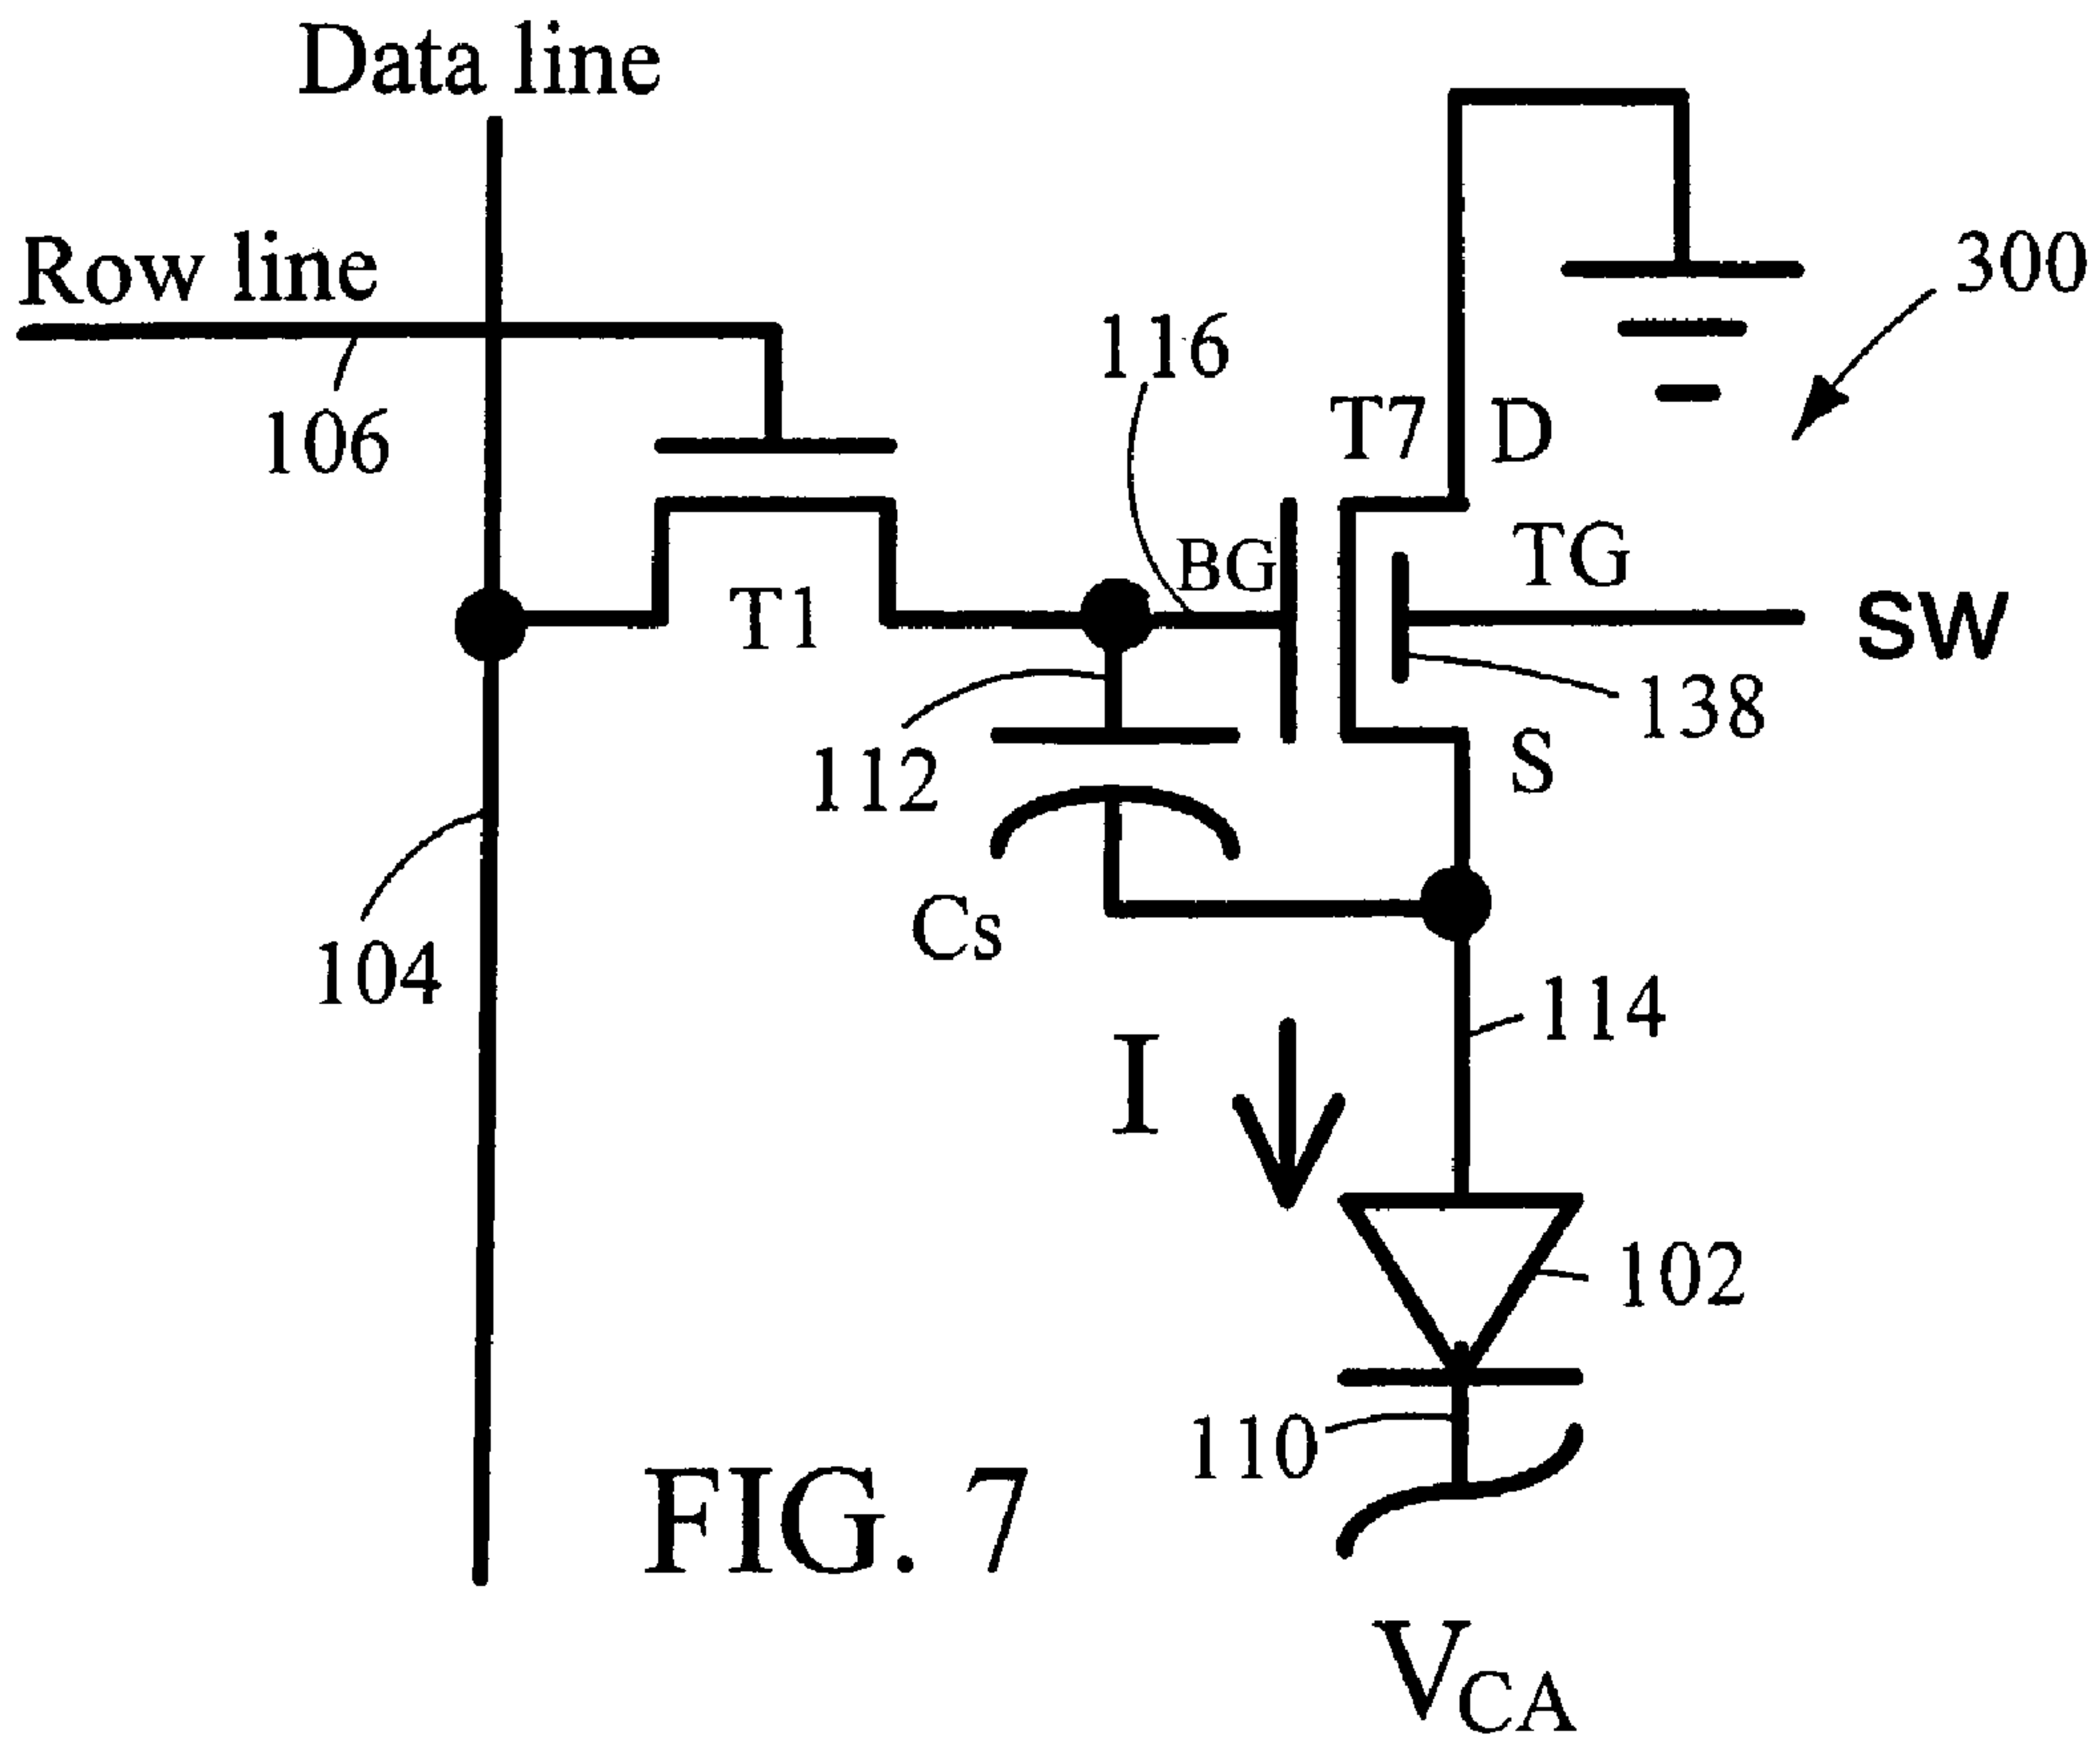 Data line
Row line
300
116
106
T7
D
BG
TG
T1
SW
138
112
S
Cs
104
114
I
102
110
FIG. 7
VCA